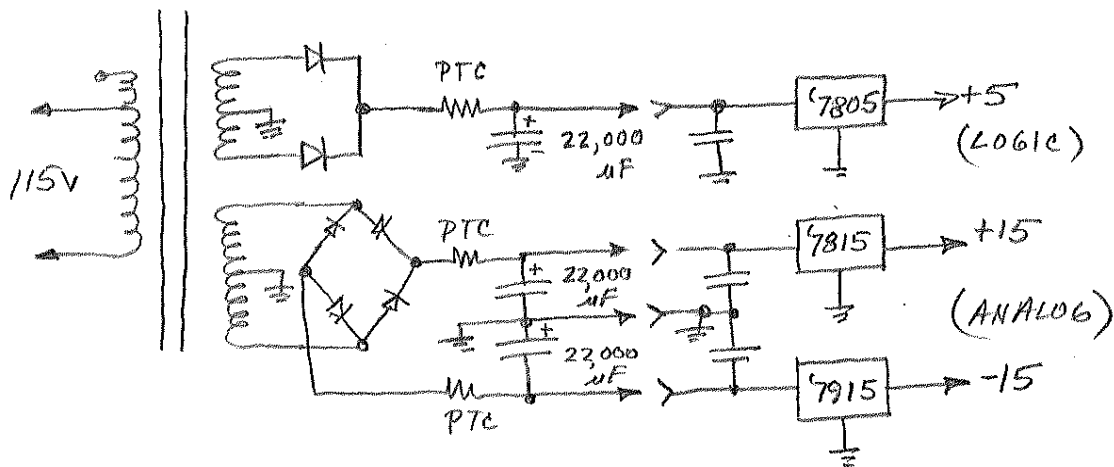 115V
PTC
+
22,000
µF
'7805
+5
(LOGIC)
PTC
+
22,000
µF
'7815
+15
+
22,000
µF
(ANALOG)
PTC
'7915
-15